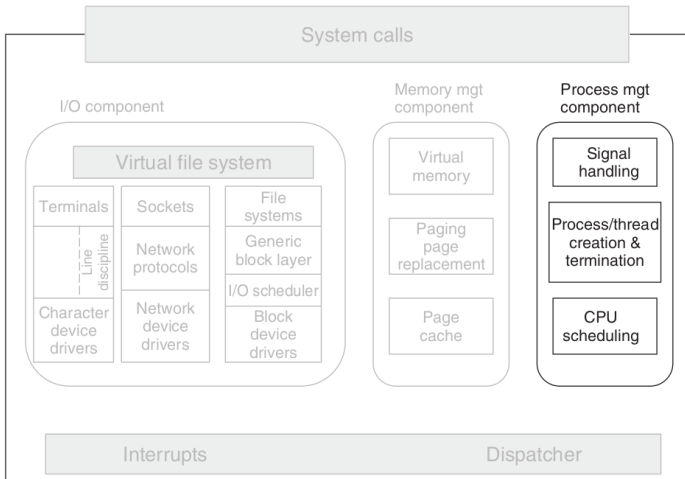 System calls
I/O component
Memory mgt
component
Process mgt
component
Virtual file system
Terminals
Line
discipline
Character
device
drivers
Sockets
Network
protocols
Network
device
drivers
File
systems
Generic
block layer
I/O scheduler
Block
device
drivers
Virtual
memory
Paging
page
replacement
Page
cache
Signal
handling
Process/thread
creation &
termination
CPU
scheduling
Interrupts
Dispatcher